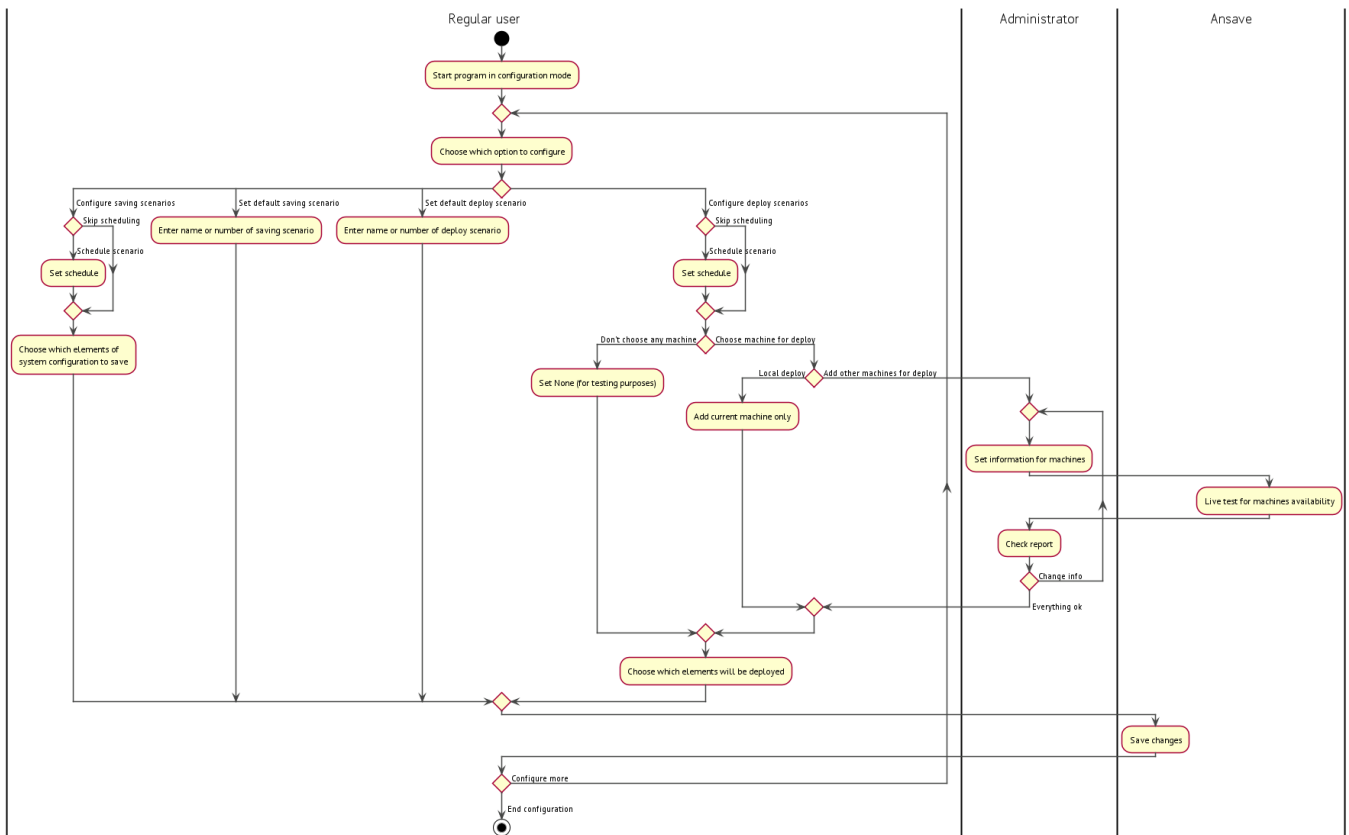 Regular user
Administrator
Ansave
Start program in configuration mode
Choose which option to configure
Configure saving scenarios
Set default saving scenario
Set default deploy scenario
Configure deploy scenarios
Skip scheduling
Skip scheduling
Enter name or number of saving scenario
Enter name or number of deploy scenario
Schedule scenario
Schedule scenario
Set schedule
Set schedule
Don't choose any machine
Choose machine for deploy
Choose which elements of
system configuration to save
Local deploy
Add other machines for deploy
Set None (for testing purposes)
Add current machine only
Set information for machines
Live test for machines availability
Check report
Change info
Everything ok
Choose which elements will be deployed
Save changes
Configure more
End configuration